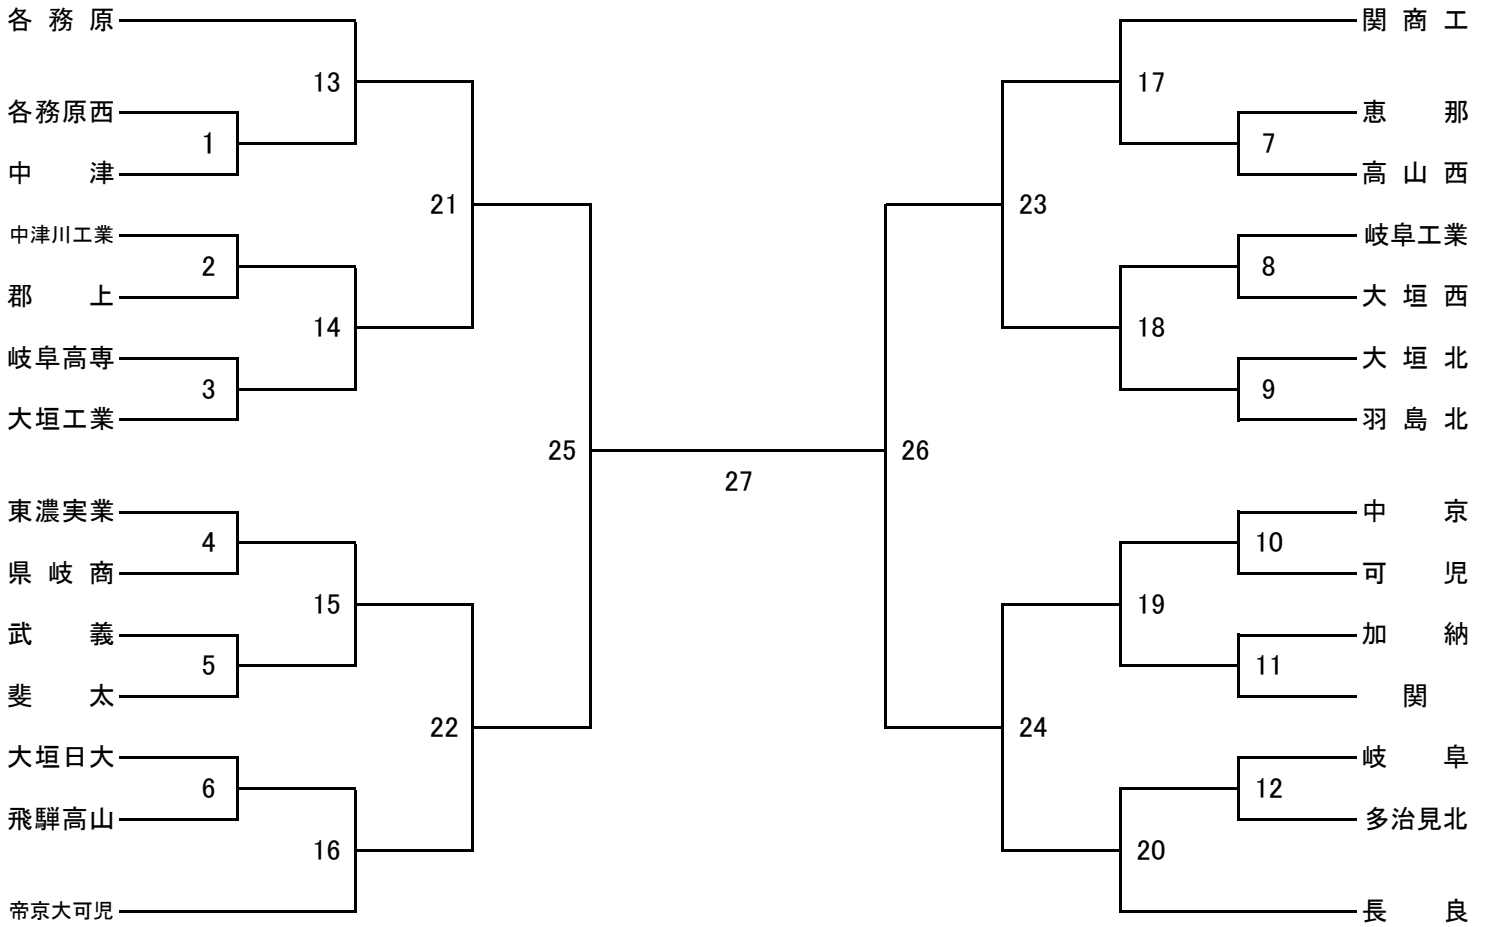 各務原
13
各務原西
1
中津
中津川工業
2
郡上
14
岐阜高専
3
大垣工業
21
東濃実業
4
県岐商
15
武義
5
斐太
22
大垣日大
6
飛騨高山
16
帝京大可児
25
27
26
関商工
17
恵那
7
高山西
23
岐阜工業
8
大垣西
18
大垣北
9
羽島北
中京
10
可児
19
加納
11
関
24
岐阜
12
多治見北
20
長良